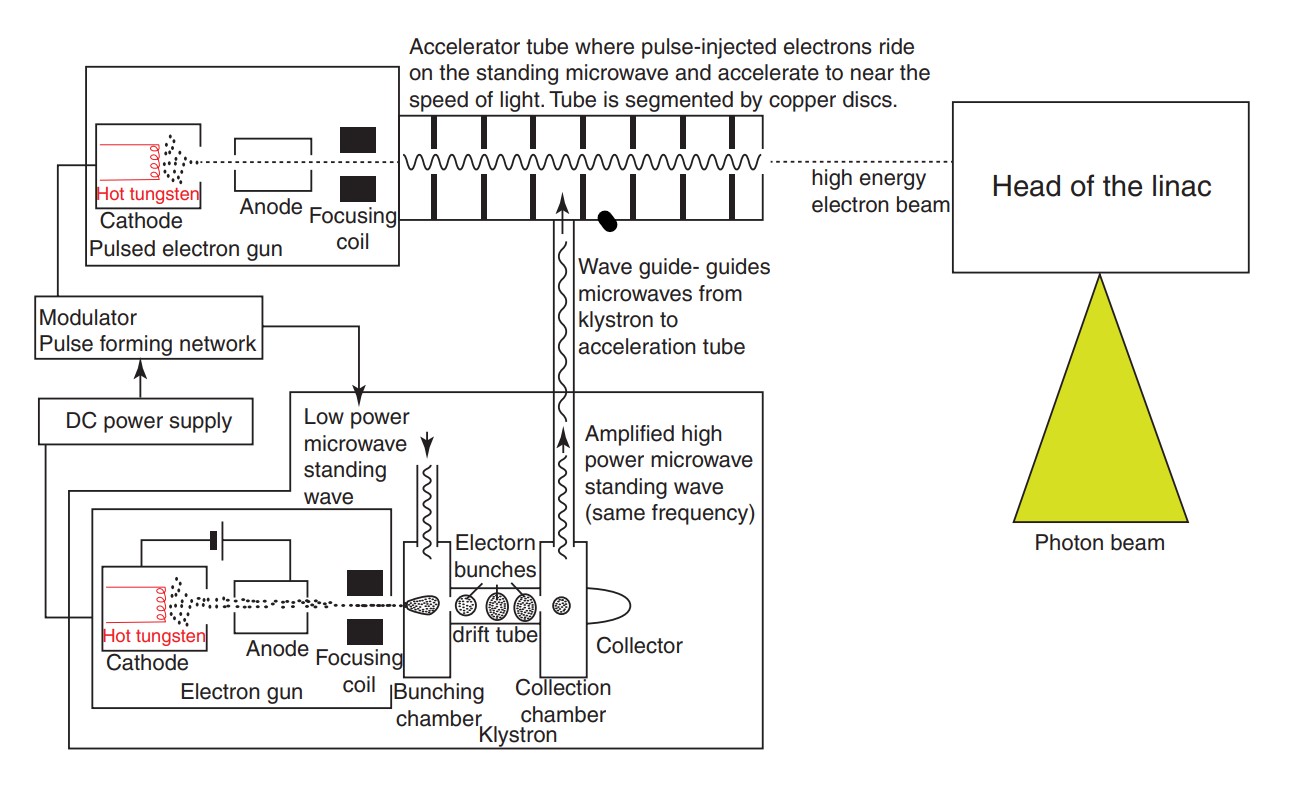 Accelerator tube where pulse-injected electrons ride
on the standing microwave and accelerate to near the
speed of light. Tube is segmented by copper discs.
Hot tungsten
Cathode
Anode
Focusing
coil
Pulsed electron gun
high energy
electron beam
Head of the linac
Wave guide- guides
microwaves from
klystron to
acceleration tube
Modulator
Pulse forming network
DC power supply
Low power
microwave
standing
wave
Amplified high
power microwave
standing wave
(same frequency)
Photon beam
Electorn
bunches
drift tube
Hot tungsten
Cathode
Anode
Focusing
coil
Electron gun
Bunching
chamber
Collection
chamber
Collector
Klystron